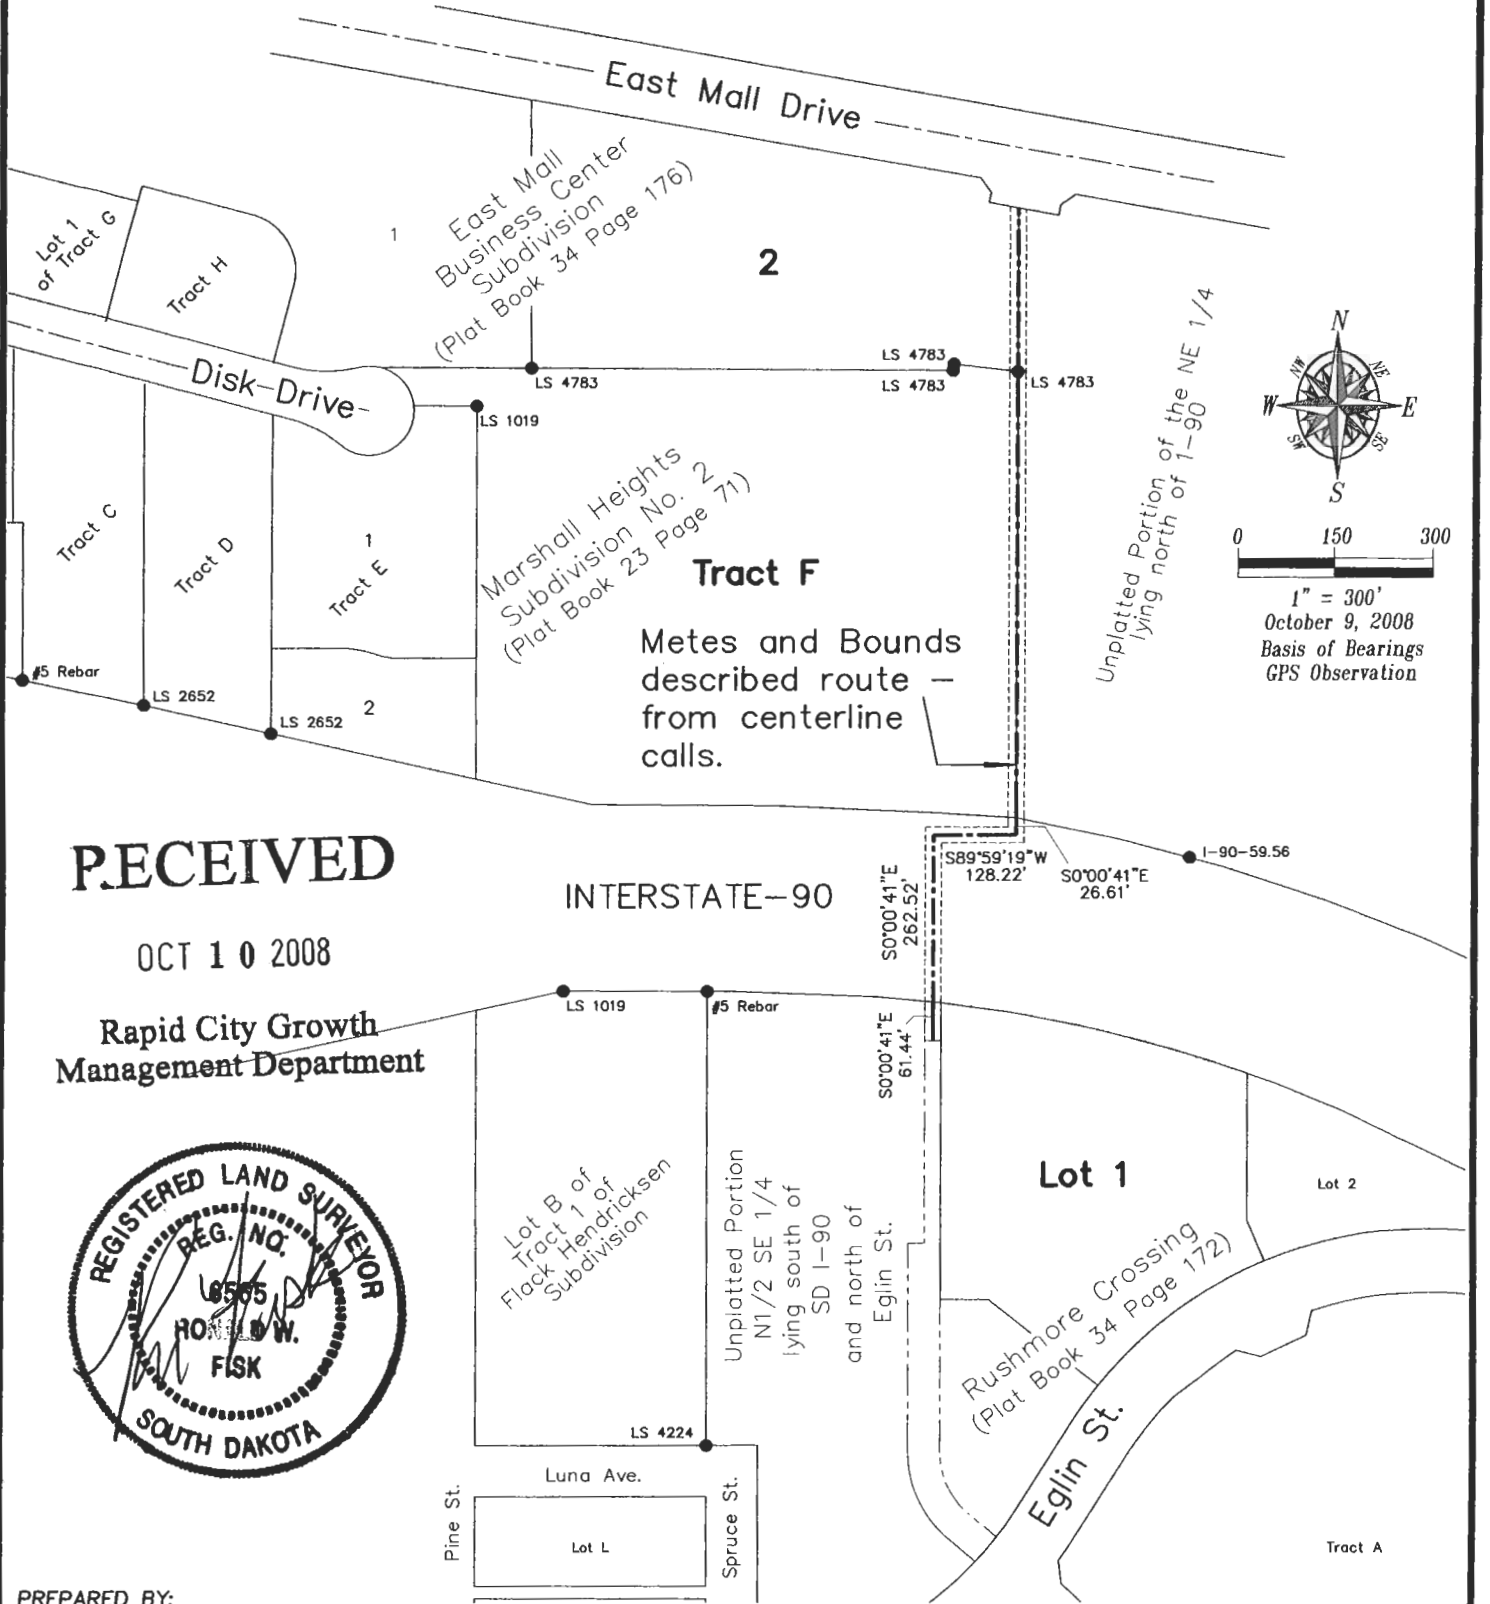 East Mall Drive
East Mall
Business Center
Subdivision
(Plat Book 34 Page 176)
1
2
Lot 1
of Tract G
Tract H
Disk Drive
LS 4783
LS 4783
LS 4783
LS 4783
LS 1019
Unplatted Portion of the NE 1/4
lying north of I-90
N
NE
E
SE
S
SW
W
NW
0 150 300
1" = 300'
October 9, 2008
Basis of Bearings
GPS Observation
Tract C
Tract D
1
Tract E
2
Marshall Heights
Subdivision No. 2
(Plat Book 23 Page 71)
Tract F
Metes and Bounds
described route –
from centerline
calls.
#5 Rebar
LS 2652
LS 2652
RECEIVED
OCT 10 2008
Rapid City Growth
Management Department
INTERSTATE-90
S89°59'19"W
128.22'
S0°00'41"E
26.61'
I-90-59.56
S0°00'41"E
262.52'
S0°00'41"E
61.44'
LS 1019
#5 Rebar
REGISTERED LAND SURVEYOR
REG. NO.
6565
RONALD W.
FISK
SOUTH DAKOTA
Lot B of
Tract 1 of
Flack Hendricksen
Subdivision
Unplatted Portion
N1/2 SE 1/4
lying south of
SD I-90
and north of
Eglin St.
Lot 1
Lot 2
Rushmore Crossing
(Plat Book 34 Page 172)
Eglin St.
LS 4224
Luna Ave.
Pine St.
Lot L
Spruce St.
Tract A
PREPARED BY: